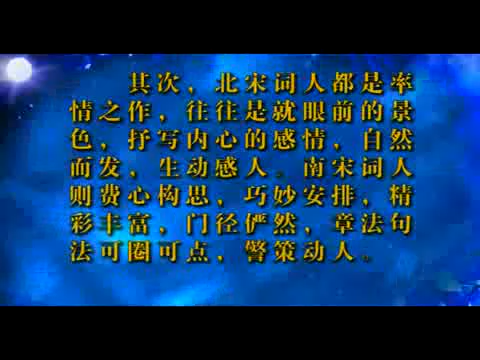 其次，北宋词人都是率
情之作，往往是就眼前的景
色，抒写内心的感情，自然
而发，生动感人。南宋词人
则费心构思，巧妙安排，精
彩丰富，门径俨然，章法句
法可圈可点，警策动人。